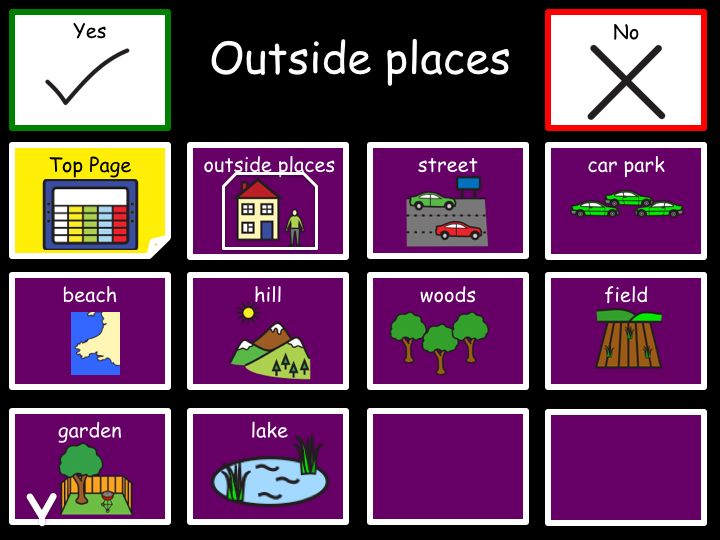 Yes
Outside places
No
Top Page
outside places
street
car park
beach
hill
woods
field
garden
lake